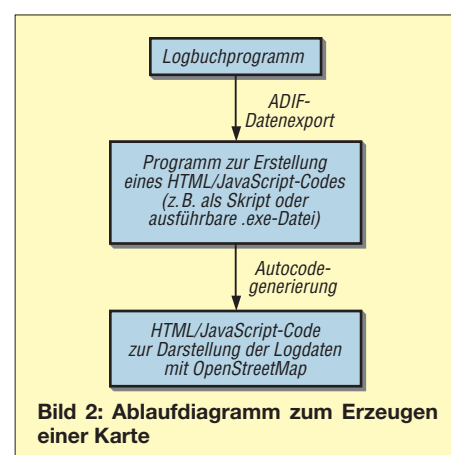 Logbuchprogramm
ADIF-
Datenexport
Programm zur Erstellung
eines HTML/JavaScript-Codes
(z.B. als Skript oder
ausführbare .exe-Datei)
Autocode-
generierung
HTML/JavaScript-Code
zur Darstellung der Logdaten
mit OpenStreetMap
Bild 2: Ablaufdiagramm zum Erzeugen
einer Karte